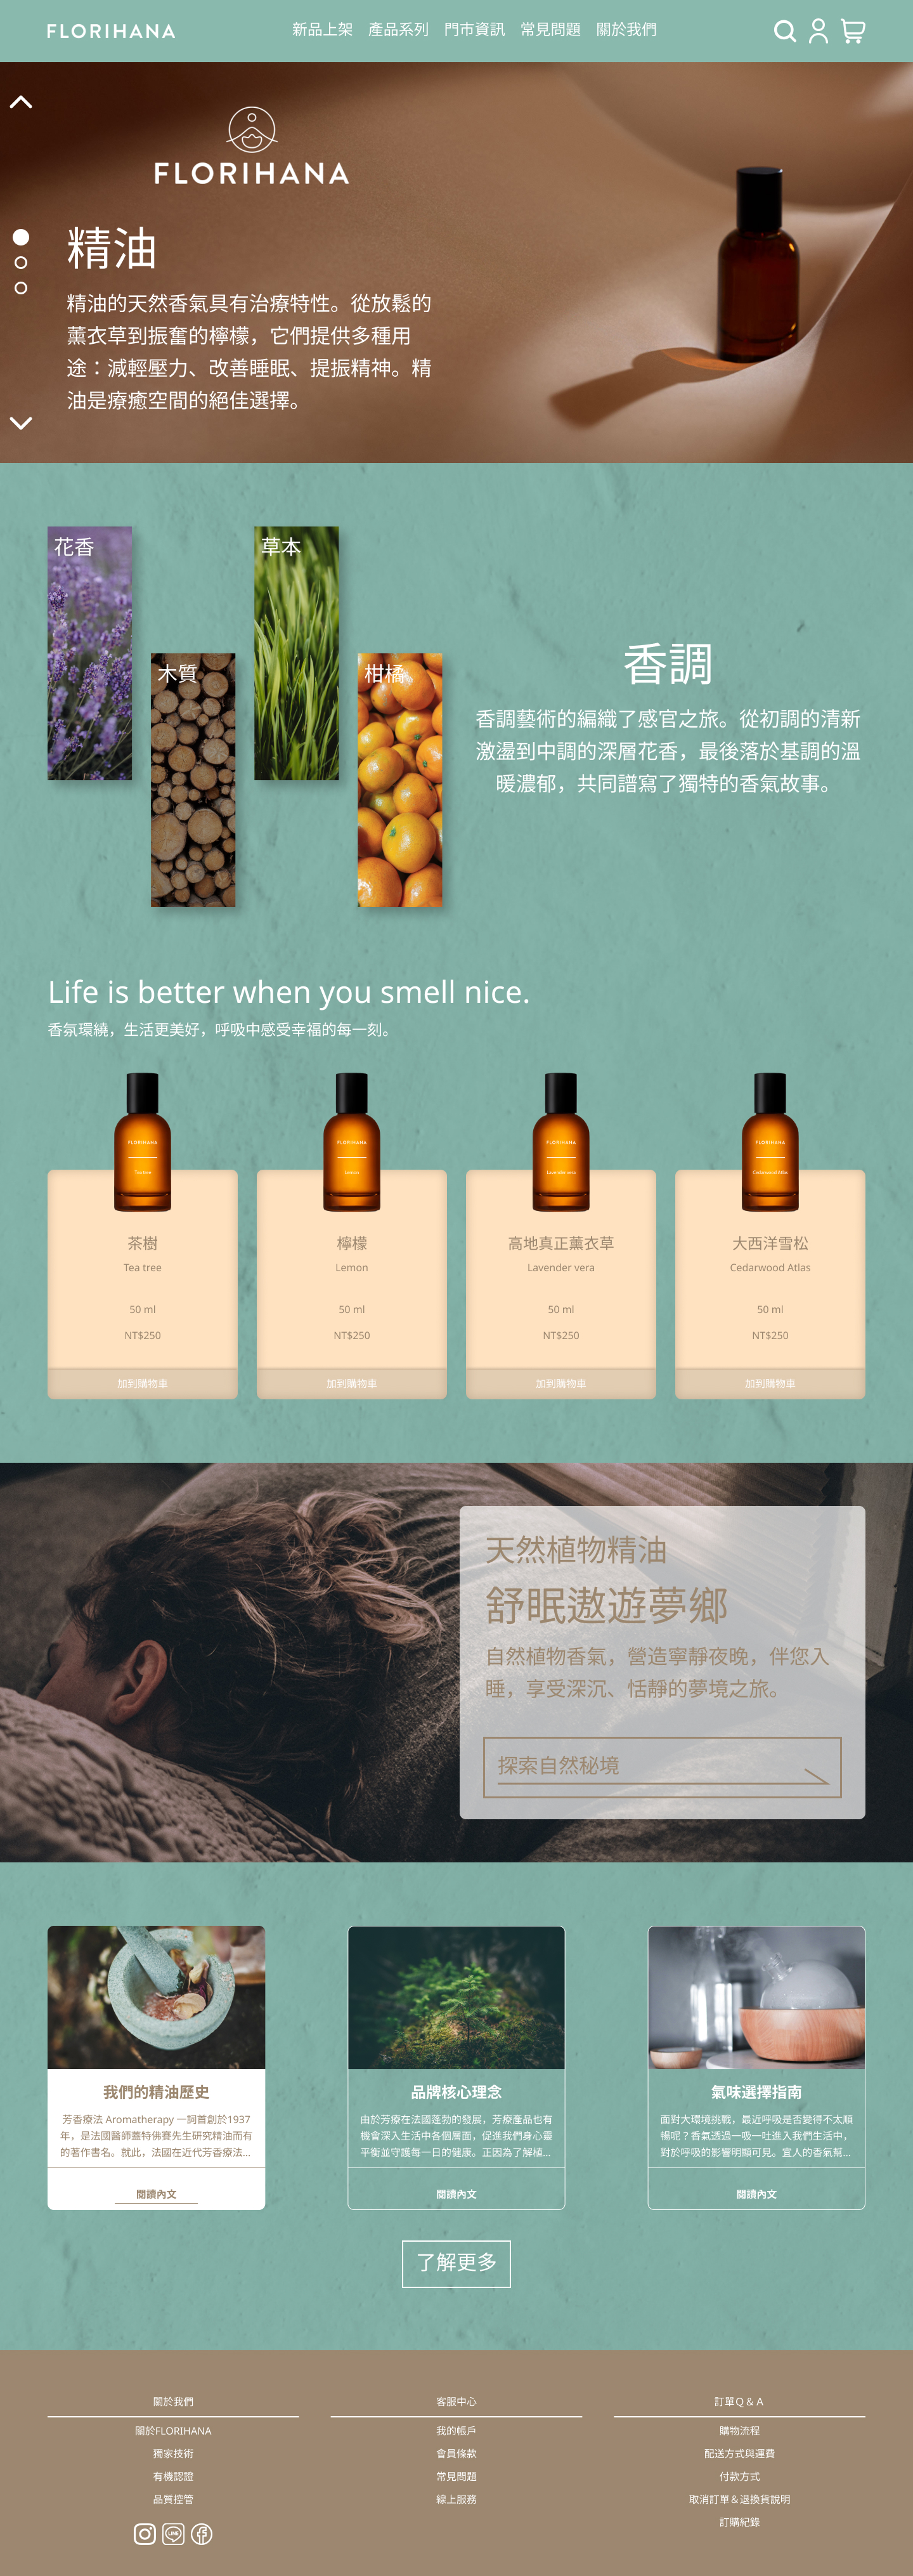 FLORIHANA
新品上架 產品系列 門市資訊 常見問題 關於我們
FLORIHANA
精油
精油的天然香氣具有治療特性。從放鬆的
薰衣草到振奮的檸檬，它們提供多種用
途：減輕壓力、改善睡眠、提振精神。精
油是療癒空間的絕佳選擇。
花香
草本
木質
柑橘
香調
香調藝術的編織了感官之旅。從初調的清新
激盪到中調的深層花香，最後落於基調的溫
暖濃郁，共同譜寫了獨特的香氣故事。
Life is better when you smell nice.
香氛環繞，生活更美好，呼吸中感受幸福的每一刻。
FLORIHANA
Tea tree
FLORIHANA
Lemon
FLORIHANA
Lavender vera
FLORIHANA
Cedarwood Atlas
茶樹
Tea tree
50 ml
NT$250
加到購物車
檸檬
Lemon
50 ml
NT$250
加到購物車
高地真正薰衣草
Lavender vera
50 ml
NT$250
加到購物車
大西洋雪松
Cedarwood Atlas
50 ml
NT$250
加到購物車
天然植物精油
舒眠遨遊夢鄉
自然植物香氣，營造寧靜夜晚，伴您入
睡，享受深沉、恬靜的夢境之旅。
探索自然秘境
我們的精油歷史
芳香療法 Aromatherapy 一詞首創於1937
年，是法國醫師蓋特佛賽先生研究精油而有
的著作書名。就此，法國在近代芳香療法...
閱讀內文
品牌核心理念
由於芳療在法國蓬勃的發展，芳療產品也有
機會深入生活中各個層面，促進我們身心靈
平衡並守護每一日的健康。正因為了解植...
閱讀內文
氣味選擇指南
面對大環境挑戰，最近呼吸是否變得不太順
暢呢？香氣透過一吸一吐進入我們生活中，
對於呼吸的影響明顯可見。宜人的香氣幫...
閱讀內文
了解更多
關於我們
關於FLORIHANA
獨家技術
有機認證
品質控管
客服中心
我的帳戶
會員條款
常見問題
線上服務
訂單Q & A
購物流程
配送方式與運費
付款方式
取消訂單＆退換貨說明
訂購紀錄
LINE